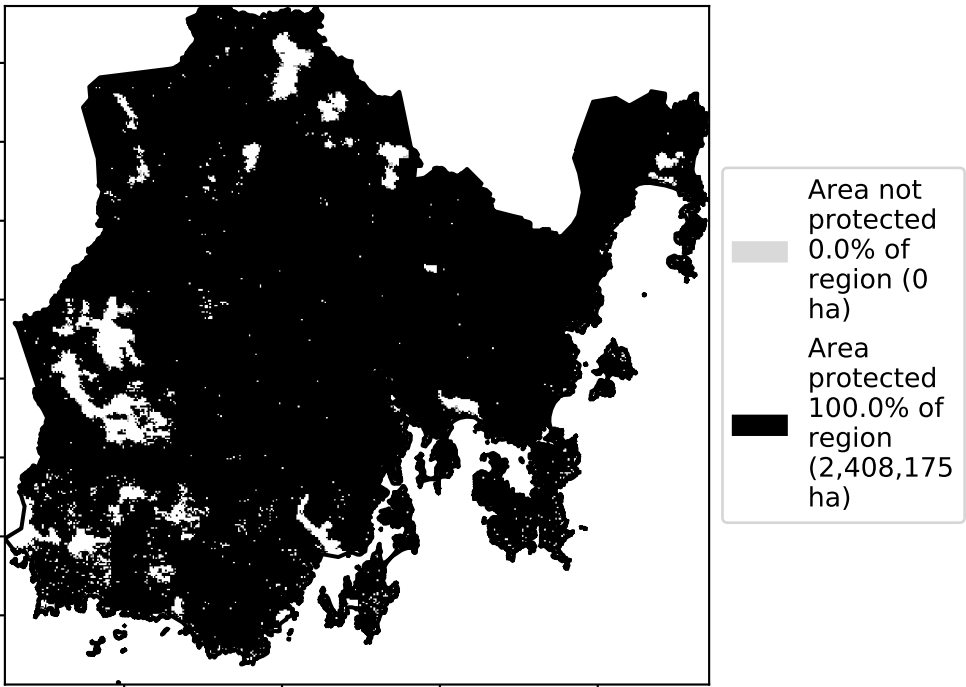 Area not
protected
0.0% of
region (0
ha)
Area
protected
100.0% of
region
(2,408,175
ha)